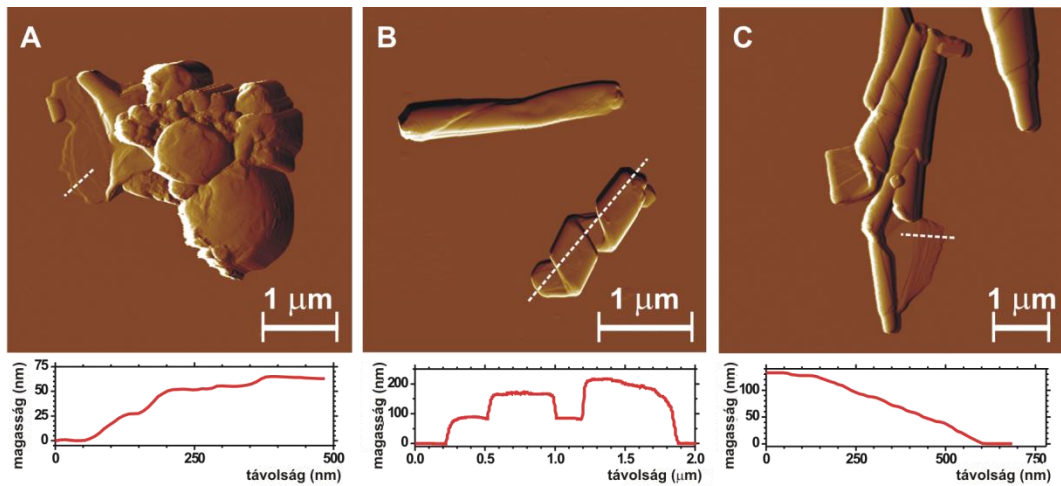 A
1 μm
B
1 μm
C
1 μm
magasság (nm)
75
50
25
0
0
250
500
távolság (nm)
magasság (nm)
200
100
0
0.0
0.5
1.0
1.5
2.0
távolság (μm)
magasság (nm)
100
50
0
0
250
500
750
távolság (nm)